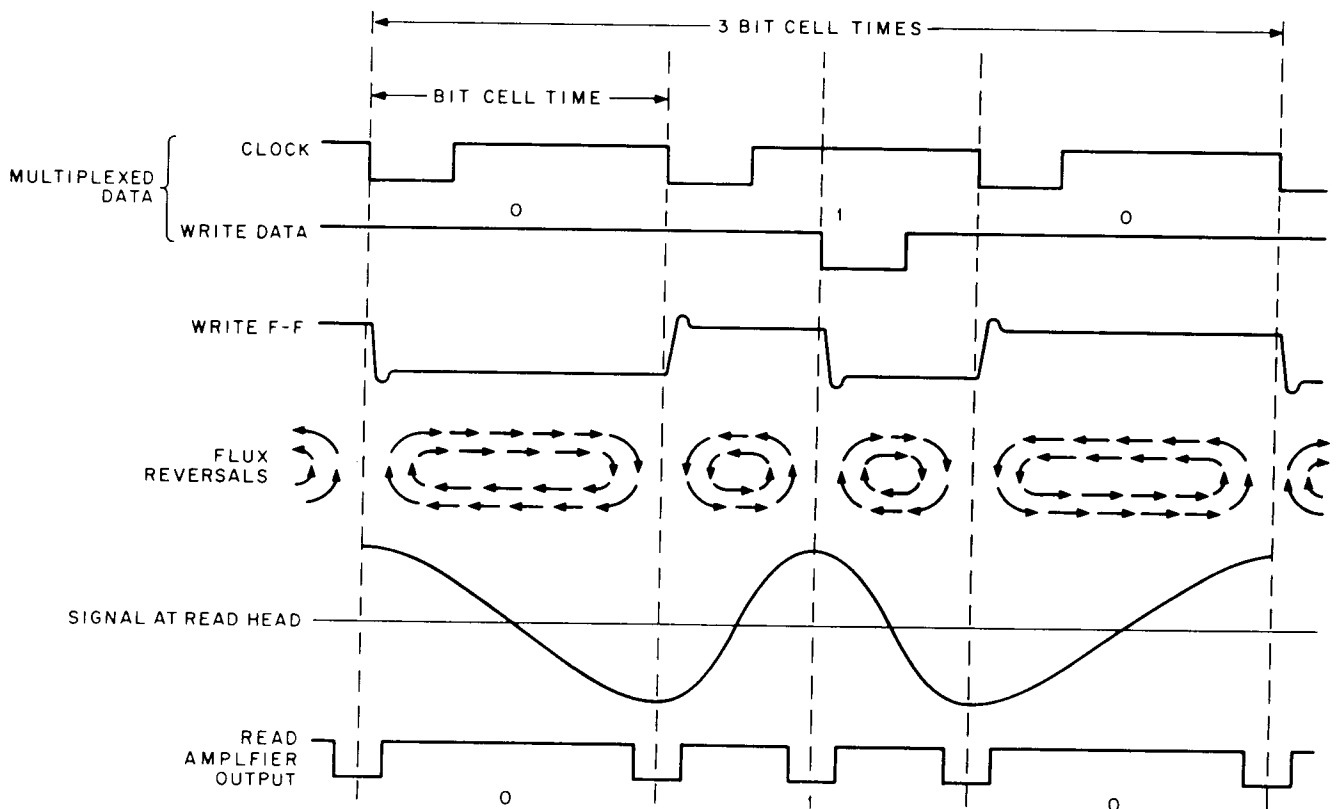 3 BIT CELL TIMES
BIT CELL TIME
CLOCK
MULTIPLEXED
DATA
0
1
0
WRITE DATA
WRITE F-F
FLUX
REVERSALS
SIGNAL AT READ HEAD
READ
AMPLFIER
OUTPUT
0
1
0